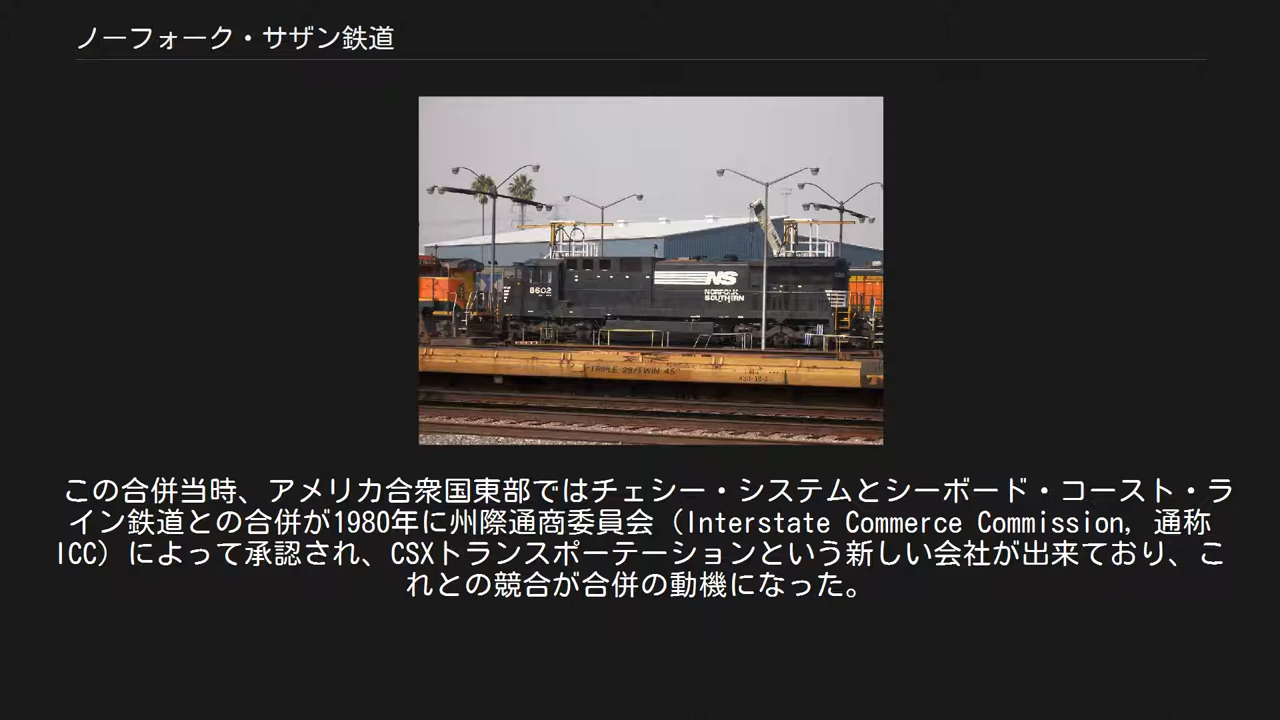 ノーフォーク・サザン鉄道
NS
8602
NORFOLK
SOUTHERN
"TRIPLE 28/TWIN 45"
この合併当時、アメリカ合衆国東部ではチェシー・システムとシーボード・コースト・ラ
イン鉄道との合併が1980年に州際通商委員会（Interstate Commerce Commission, 通称
ICC）によって承認され、CSXトランスポーテーションという新しい会社が出来ており、こ
れとの競合が合併の動機になった。